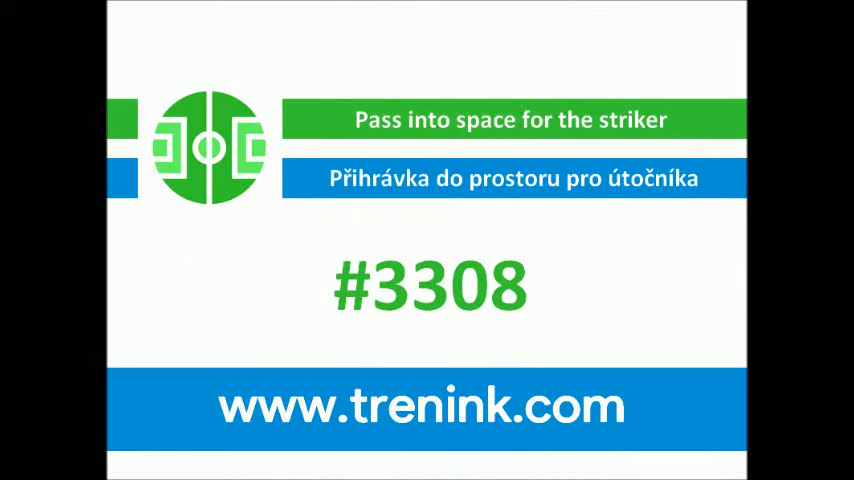 Pass into space for the striker
Přihrávka do prostoru pro útočníka
#3308
www.trenink.com